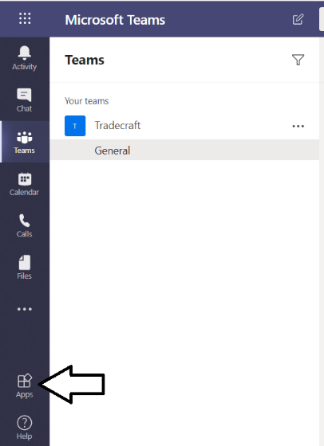 Microsoft Teams
Activity
Chat
Teams
Calendar
Calls
Files
Apps
Help
Teams
Your teams
T
Tradecraft
General